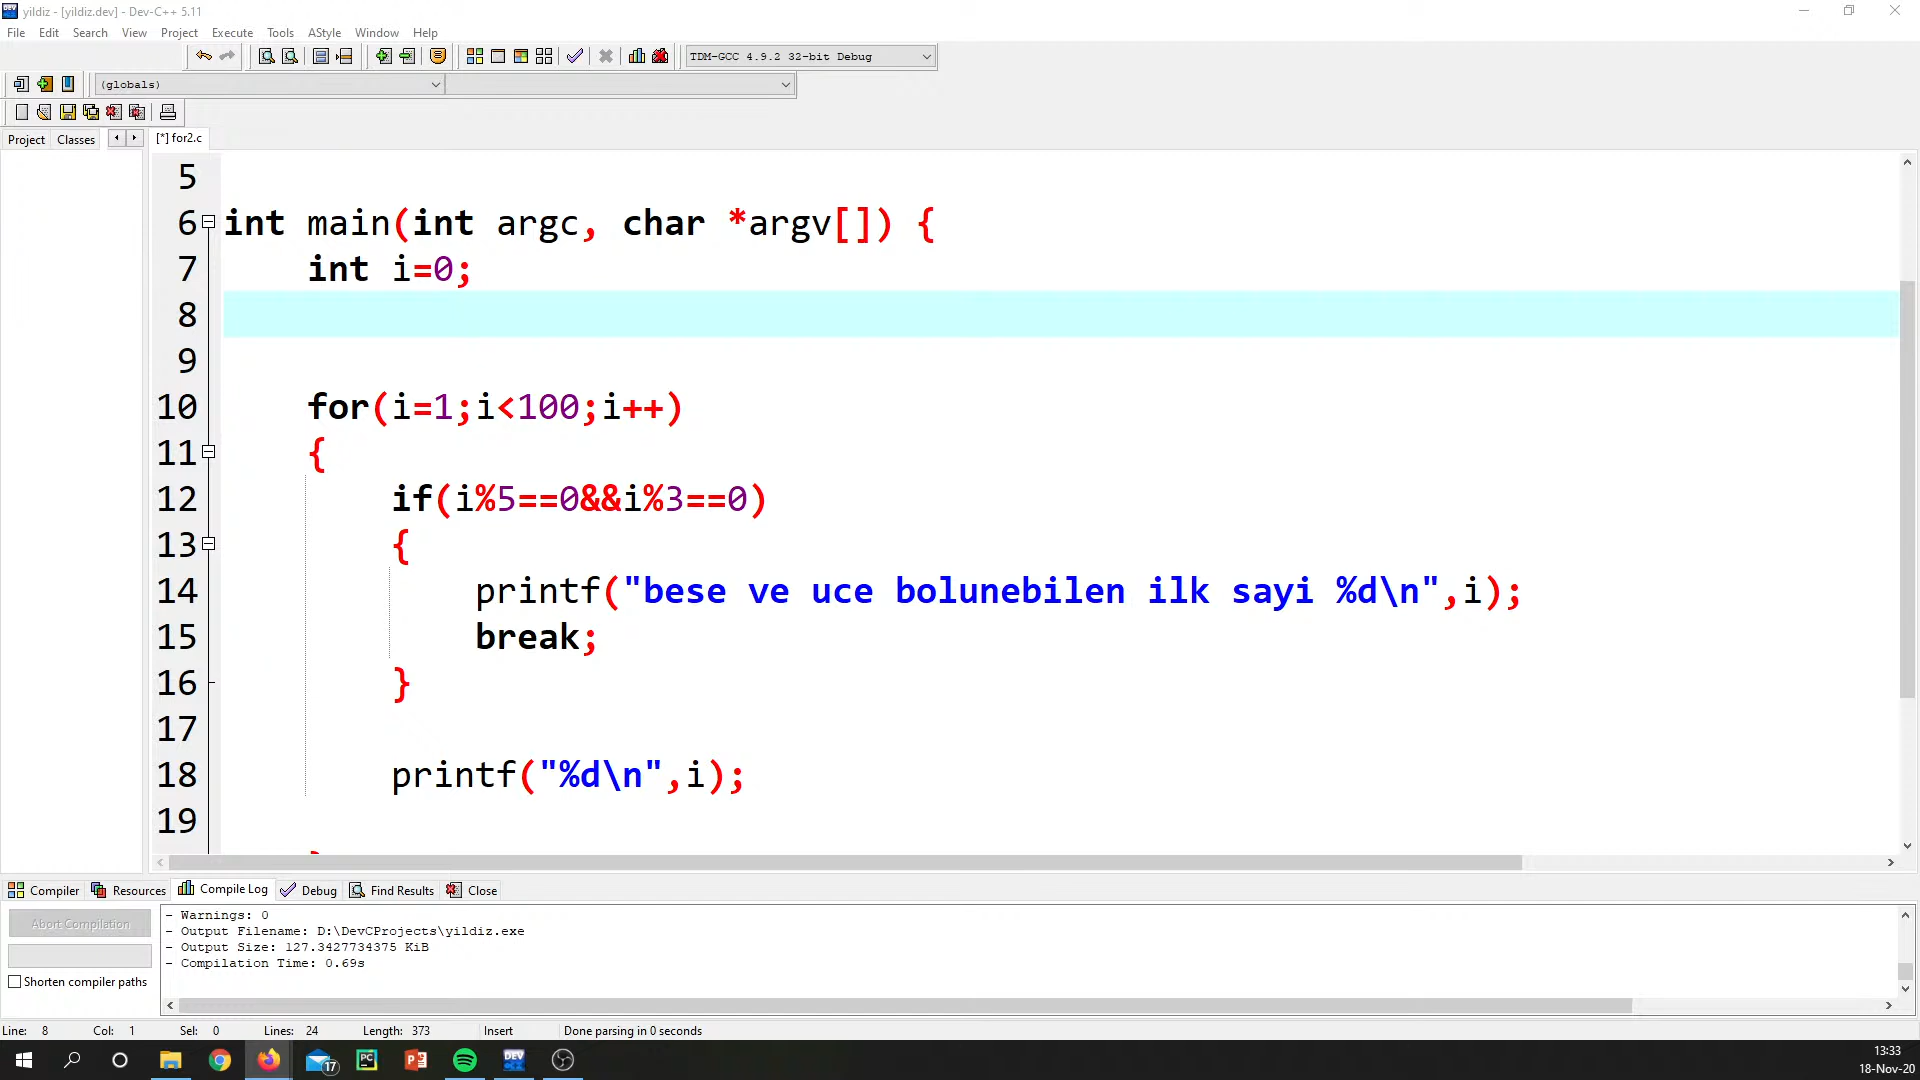 yildiz - [yildiz.dev] - Dev-C++ 5.11
File Edit Search View Project Execute Tools AStyle Window Help
TDM-GCC 4.9.2 32-bit Debug
(globals)
Project Classes [*] for2.c
5
6 int main(int argc, char *argv[]) {
7 int i=0;
8
9
10 for(i=1;i<100;i++)
11 {
12 if(i%5==0&&i%3==0)
13 {
14 printf("bese ve uce bolunebilen ilk sayi %d\n",i);
15 break;
16 }
17
18 printf("%d\n",i);
19
Compiler Resources Compile Log Debug Find Results Close
Abort Compilation
Shorten compiler paths
- Warnings: 0
- Output Filename: D:\DevCProjects\yildiz.exe
- Output Size: 127.3427734375 KiB
- Compilation Time: 0.69s
Line: 8 Col: 1 Sel: 0 Lines: 24 Length: 373 Insert Done parsing in 0 seconds
17
PC
P
DEV
13:33
18-Nov-20